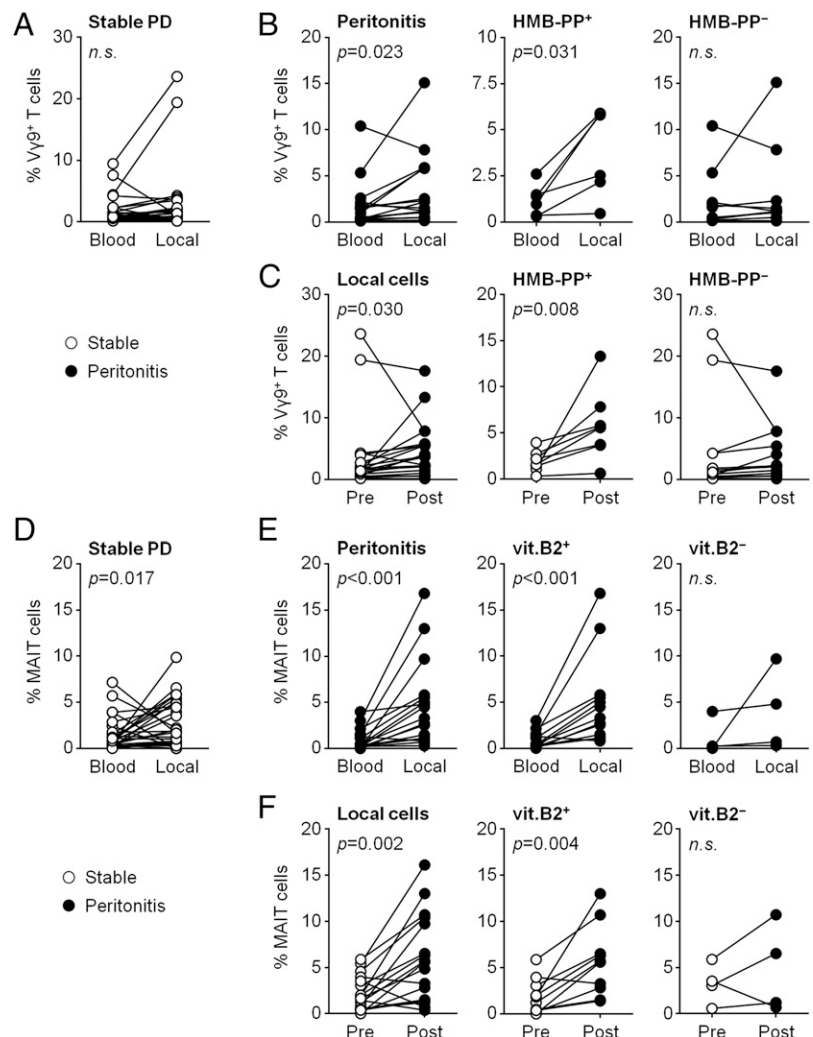 A
Stable PD
n.s.
% Vγ9⁺ T cells
30
20
10
0
Blood Local
B
Peritonitis
p=0.023
% Vγ9⁺ T cells
20
15
10
5
0
Blood Local
HMB-PP⁺
p=0.031
10
7.5
5
2.5
0
Blood Local
HMB-PP⁻
n.s.
20
15
10
5
0
Blood Local
Stable
Peritonitis
C
Local cells
p=0.030
% Vγ9⁺ T cells
30
20
10
0
Pre Post
HMB-PP⁺
p=0.008
20
15
10
5
0
Pre Post
HMB-PP⁻
n.s.
30
20
10
0
Pre Post
D
Stable PD
p=0.017
% MAIT cells
20
15
10
5
0
Blood Local
E
Peritonitis
p<0.001
% MAIT cells
20
15
10
5
0
Blood Local
vit.B2⁺
p<0.001
20
15
10
5
0
Blood Local
vit.B2⁻
n.s.
20
15
10
5
0
Blood Local
Stable
Peritonitis
F
Local cells
p=0.002
% MAIT cells
20
15
10
5
0
Pre Post
vit.B2⁺
p=0.004
20
15
10
5
0
Pre Post
vit.B2⁻
n.s.
20
15
10
5
0
Pre Post